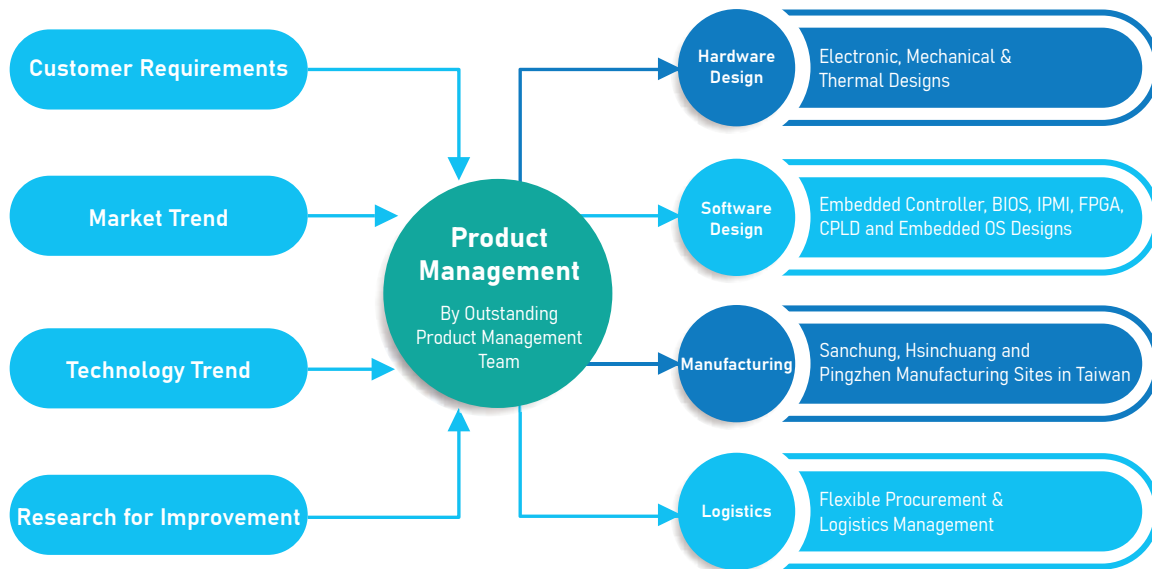 Customer Requirements
Market Trend
Technology Trend
Research for Improvement
Product
Management
By Outstanding
Product Management
Team
Hardware
Design
Electronic, Mechanical &
Thermal Designs
Software
Design
Embedded Controller, BIOS, IPMI, FPGA,
CPLD and Embedded OS Designs
Manufacturing
Sanchung, Hsinchuang and
Pingzhen Manufacturing Sites in Taiwan
Logistics
Flexible Procurement &
Logistics Management